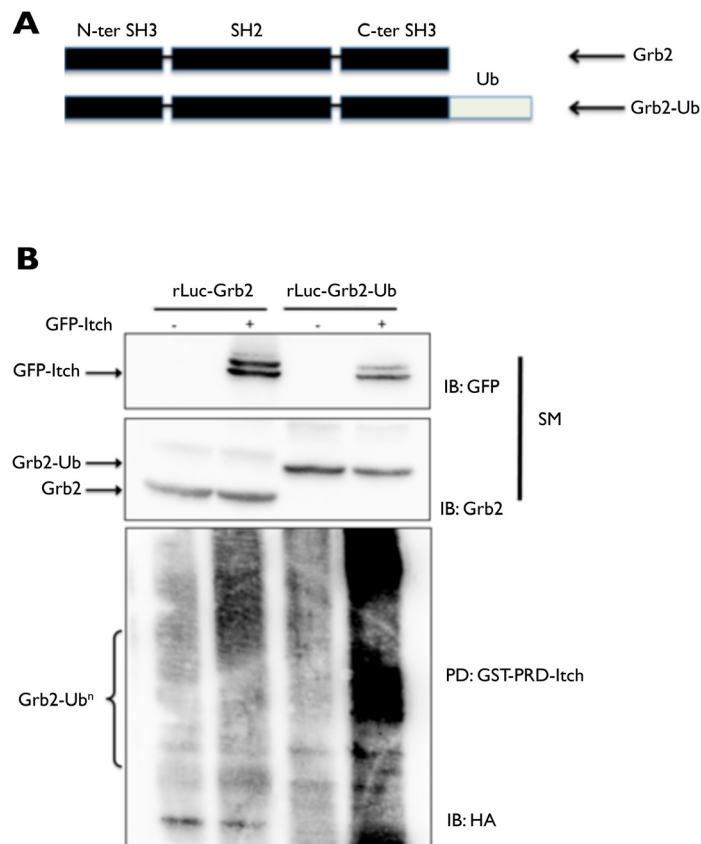 A
N-ter SH3 SH2 C-ter SH3
Grb2
Ub
Grb2-Ub
B
rLuc-Grb2 rLuc-Grb2-Ub
GFP-Itch - + - +
GFP-Itch
IB: GFP
SM
Grb2-Ub
Grb2
IB: Grb2
PD: GST-PRD-Itch
Grb2-Ubⁿ
IB: HA